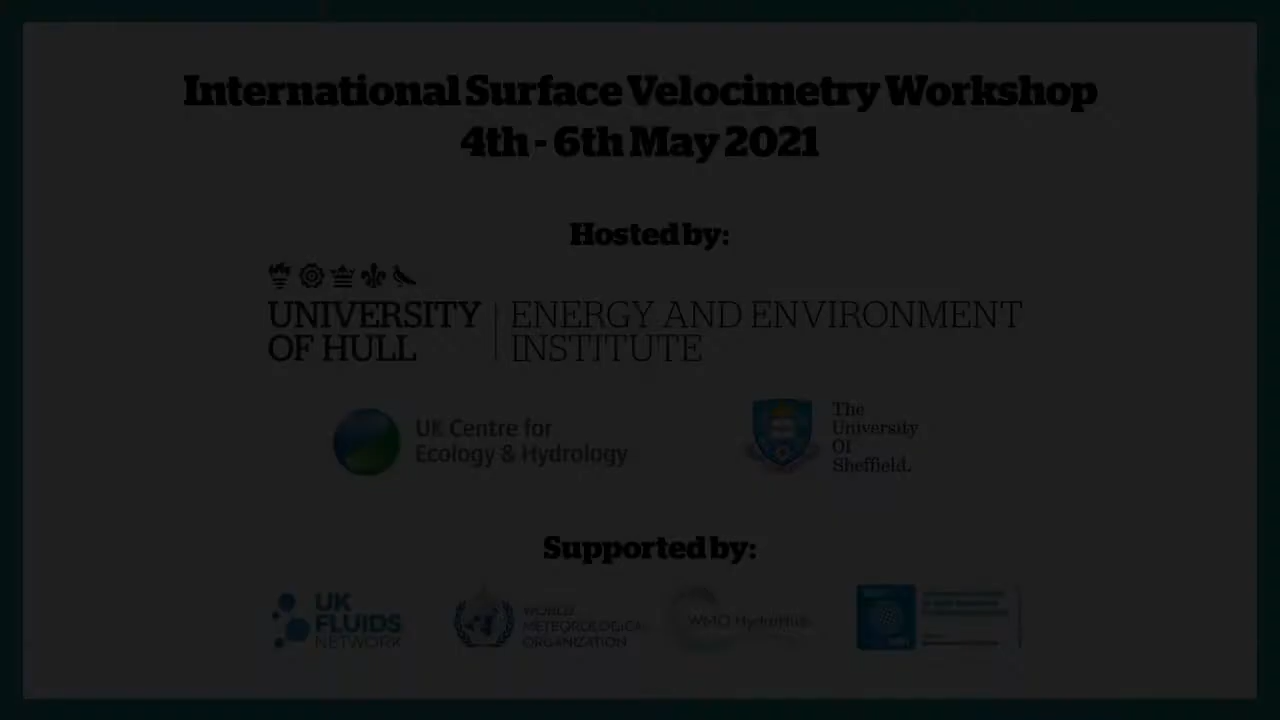 International Surface Velocimetry Workshop
4th - 6th May 2021
Hosted by:
UNIVERSITY OF HULL
ENERGY AND ENVIRONMENT INSTITUTE
UK Centre for
Ecology & Hydrology
The
University
Of
Sheffield.
Supported by:
UK
FLUIDS
NETWORK
WORLD
METEOROLOGICAL
ORGANIZATION
WMO HydroHub